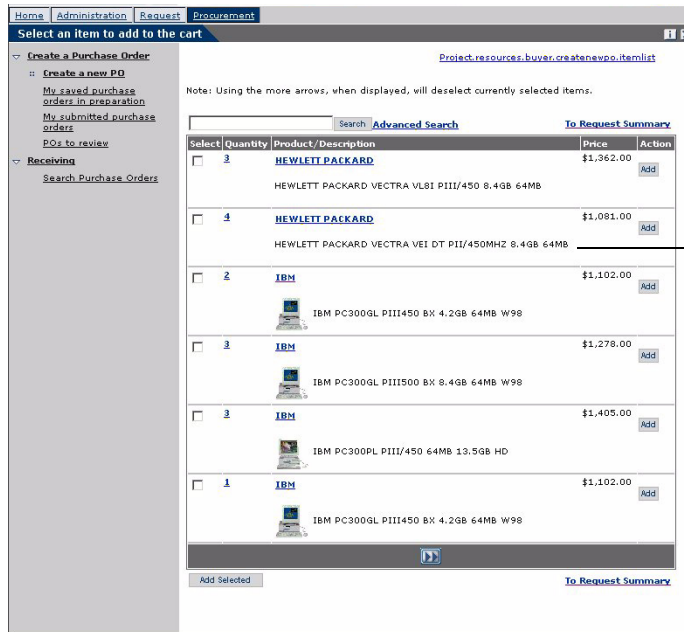 Home Administration Request Procurement
Select an item to add to the cart
Create a Purchase Order
Create a new PO
My saved purchase
orders in preparation
My submitted purchase
orders
POs to review
Receiving
Search Purchase Orders
Project.resources.buyer.createnewpo.itemlist
Note: Using the more arrows, when displayed, will deselect currently selected items.
Search Advanced Search To Request Summary
Select Quantity Product/Description Price Action
3 HEWLETT PACKARD $1,362.00 Add
HEWLETT PACKARD VECTRA VL8I PIII/450 8.4GB 64MB
4 HEWLETT PACKARD $1,081.00 Add
HEWLETT PACKARD VECTRA VEI DT PII/450MHZ 8.4GB 64MB
2 IBM $1,102.00 Add
IBM PC300GL PIII450 BX 4.2GB 64MB W98
3 IBM $1,278.00 Add
IBM PC300GL PIII500 BX 8.4GB 64MB W98
3 IBM $1,405.00 Add
IBM PC300PL PIII/450 64MB 13.5GB HD
1 IBM $1,102.00 Add
IBM PC300GL PIII450 BX 4.2GB 64MB W98
Add Selected To Request Summary